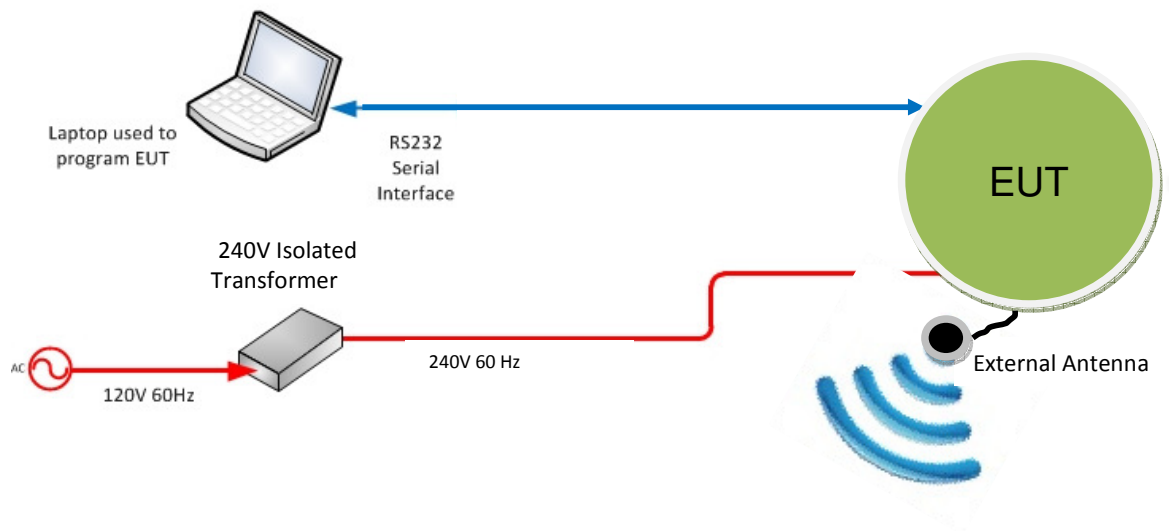 Laptop used to
program EUT
RS232
Serial
Interface
EUT
240V Isolated
Transformer
AC
120V 60Hz
240V 60 Hz
External Antenna